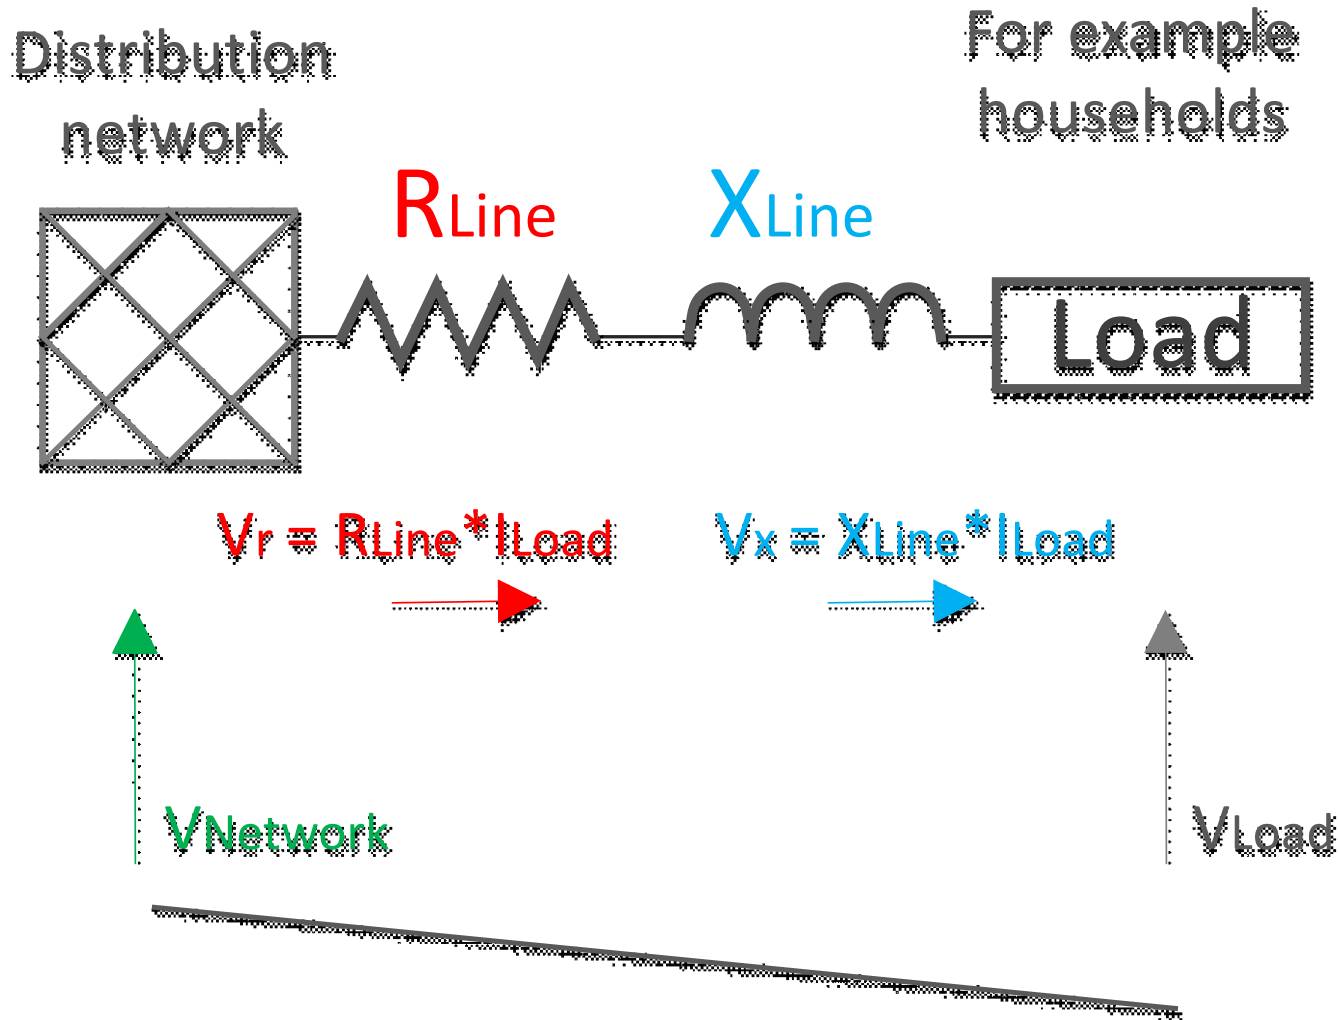 Distribution
network
For example
households
RLine
XLine
Load
Vr = RLine*ILoad
Vx = XLine*ILoad
VNetwork
VLoad